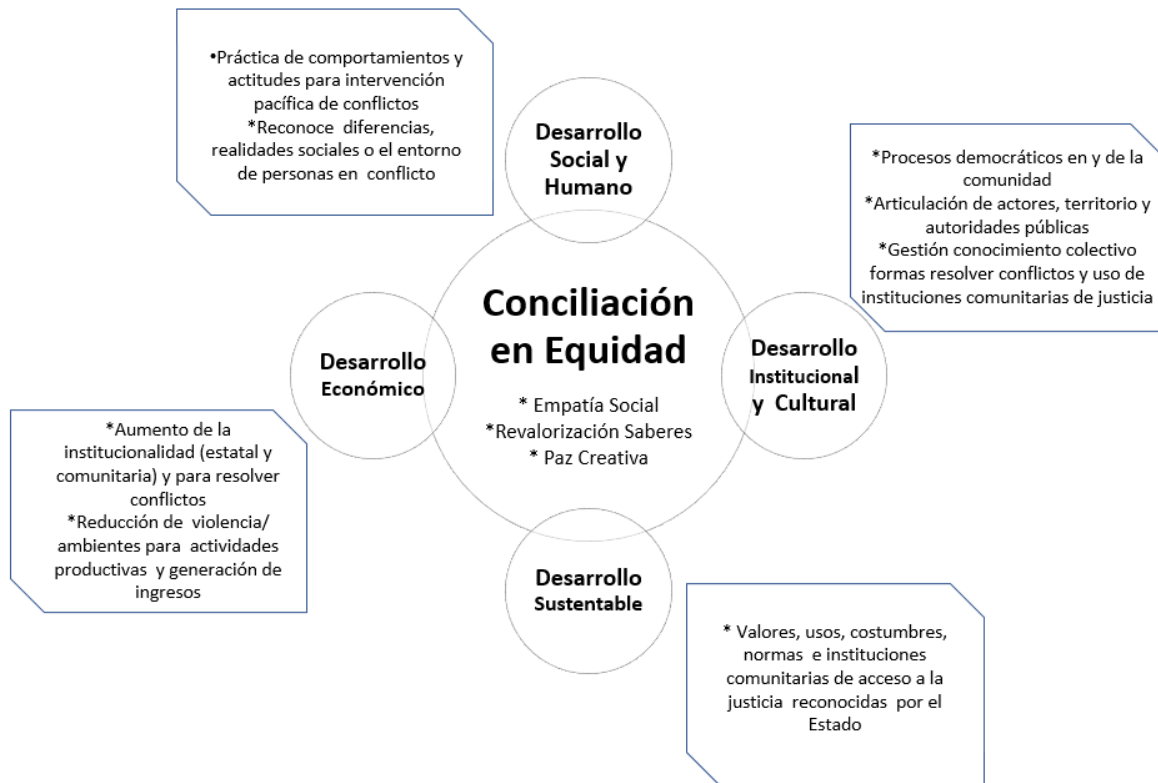 •Práctica de comportamientos y
actitudes para intervención
pacífica de conflictos
*Reconoce diferencias,
realidades sociales o el entorno
de personas en conflicto
Desarrollo
Social y
Humano
*Procesos democráticos en y de la
comunidad
*Articulación de actores, territorio y
autoridades públicas
*Gestión conocimiento colectivo
formas resolver conflictos y uso de
instituciones comunitarias de justicia
Conciliación
en Equidad
* Empatía Social
*Revalorización Saberes
* Paz Creativa
Desarrollo
Económico
Desarrollo
Institucional
y Cultural
*Aumento de la
institucionalidad (estatal y
comunitaria) y para resolver
conflictos
*Reducción de violencia/
ambientes para actividades
productivas y generación de
ingresos
Desarrollo
Sustentable
* Valores, usos, costumbres,
normas e instituciones
comunitarias de acceso a la
justicia reconocidas por el
Estado